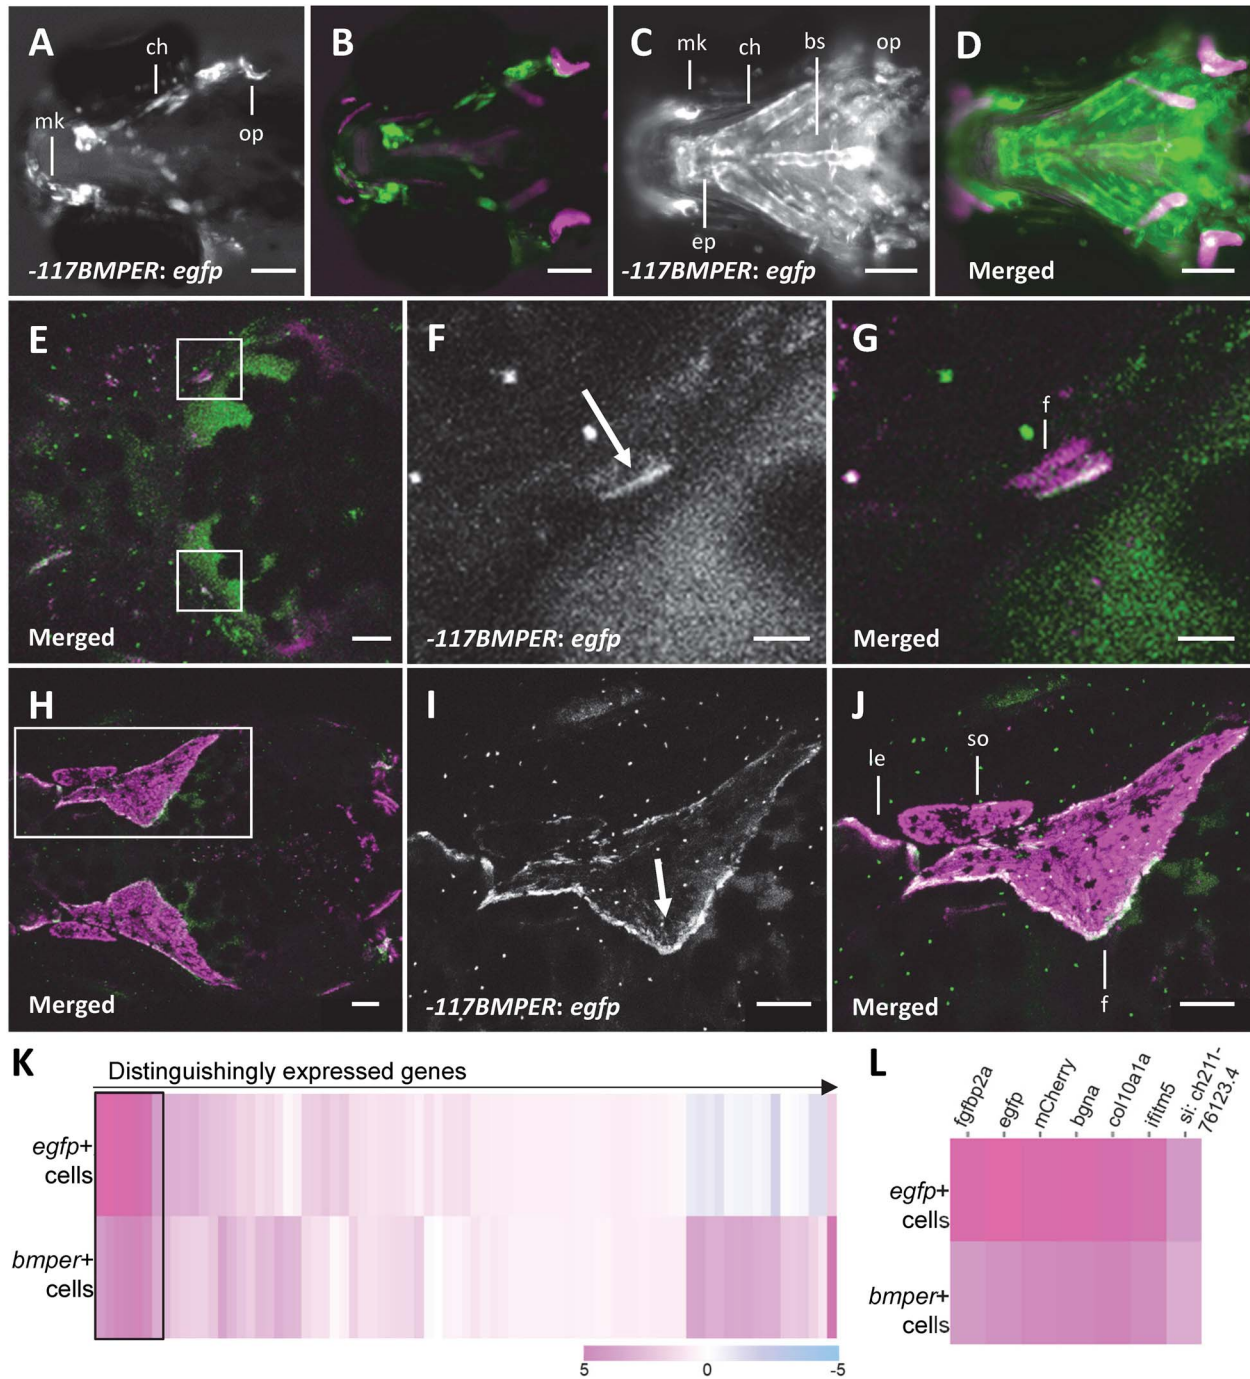 A
ch
mk
op
-117BMPER: egfp
B
C
mk
ch
bs
op
ep
-117BMPER: egfp
D
Merged
E
Merged
F
-117BMPER: egfp
G
f
Merged
H
Merged
I
-117BMPER: egfp
J
le
so
f
Merged
K
Distinguishingly expressed genes
egfp+
cells
bmper+
cells
5
0
-5
L
fgfbp2a
egfp
mCherry
bgna
col10a1a
ifitm5
si: ch211-
76123.4
egfp+
cells
bmper+
cells